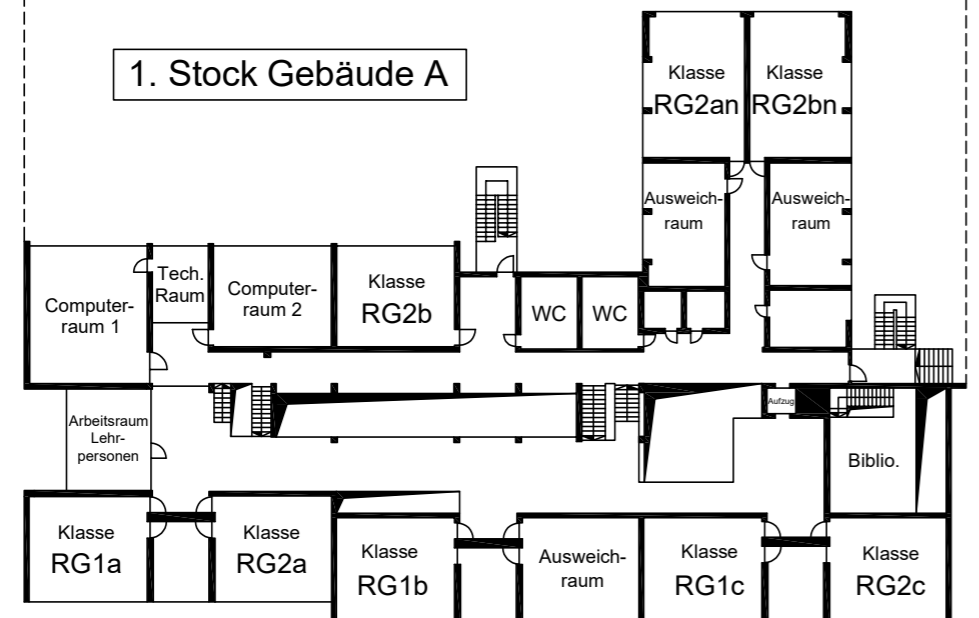 1. Stock Gebäude A
Klasse
RG2an
Klasse
RG2bn
Ausweich-
raum
Ausweich-
raum
Computer-
raum 1
Tech.
Raum
Computer-
raum 2
Klasse
RG2b
WC
WC
Arbeitsraum
Lehr-
personen
Aufzug
Biblio.
Klasse
RG1a
Klasse
RG2a
Klasse
RG1b
Ausweich-
raum
Klasse
RG1c
Klasse
RG2c